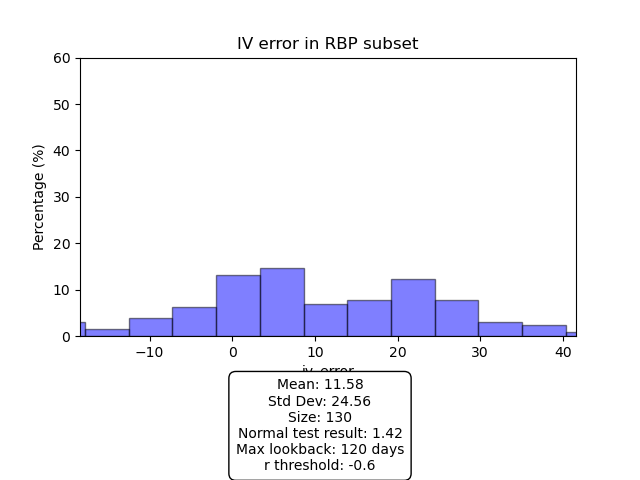 IV error in RBP subset
60
50
40
30
20
10
0
Percentage (%)
−10
0
10
20
30
40
iv_error
Mean: 11.58
Std Dev: 24.56
Size: 130
Normal test result: 1.42
Max lookback: 120 days
r threshold: -0.6